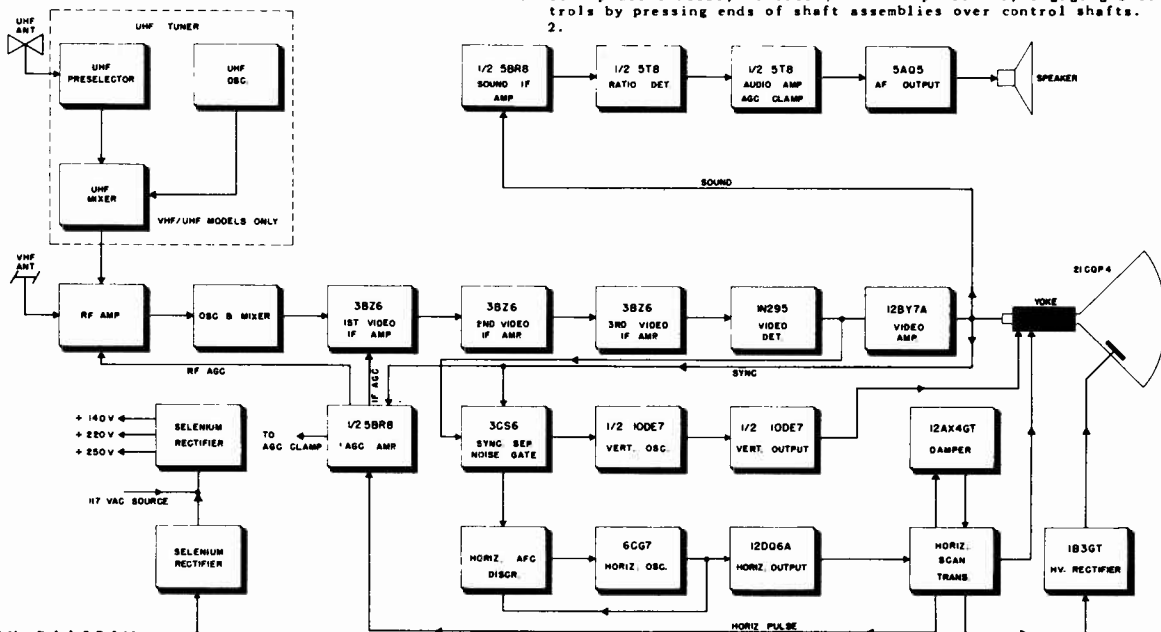 trols by pressing ends of shaft assemblies over control shafts.
2.
UHF
ANT
UHF TUNER
UHF
PRESELECTOR
UHF
OSC.
UHF
MIXER
VHF/UHF MODELS ONLY
1/2 5BR8
SOUND IF
AMP
1/2 5T8
RATIO DET
1/2 5T8
AUDIO AMP
AGC CLAMP
5AQ5
AF OUTPUT
SPEAKER
SOUND
VHF
ANT
RF AMP
OSC & MIXER
3BZ6
1ST VIDEO
IF AMP
3BZ6
2ND VIDEO
IF AMP.
3BZ6
3RD VIDEO
IF AMP.
1N295
VIDEO
DET.
12BY7A
VIDEO
AMP.
YOKE
21CQP4
RF AGC
IF AGC
SYNC
+ 140V
+ 220V
+ 250V
SELENIUM
RECTIFIER
TO
AGC CLAMP
1/2 5BR8
AGC AMP.
3CS6
SYNC SEP
NOISE GATE
1/2 10DE7
VERT. OSC.
1/2 10DE7
VERT. OUTPUT
12AX4GT
DAMPER
117 VAC SOURCE
SELENIUM
RECTIFIER
HORIZ. AFC
DISCR.
6CG7
HORIZ. OSC.
12DQ6A
HORIZ. OUTPUT
HORIZ.
SCAN
TRANS.
1B3GT
HV. RECTIFIER
HORIZ PULSE